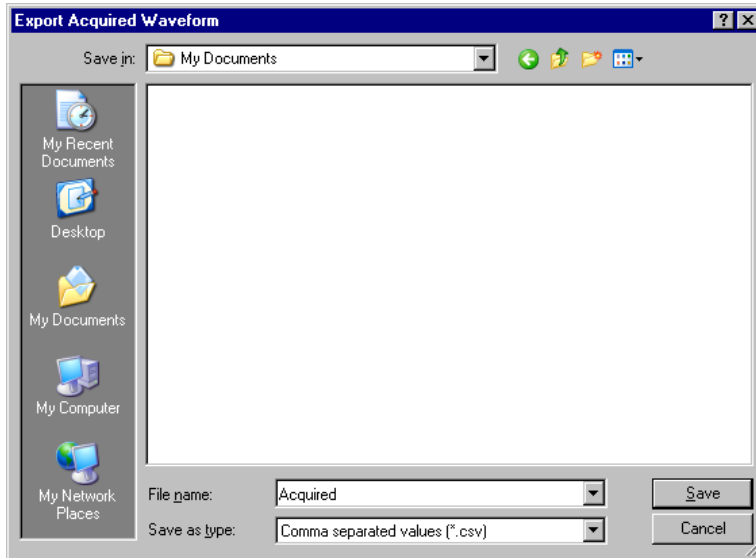 Export Acquired Waveform
Save in:
My Documents
My Recent
Documents
Desktop
My Documents
My Computer
My Network
Places
File name:
Acquired
Save
Save as type:
Comma separated values (*.csv)
Cancel